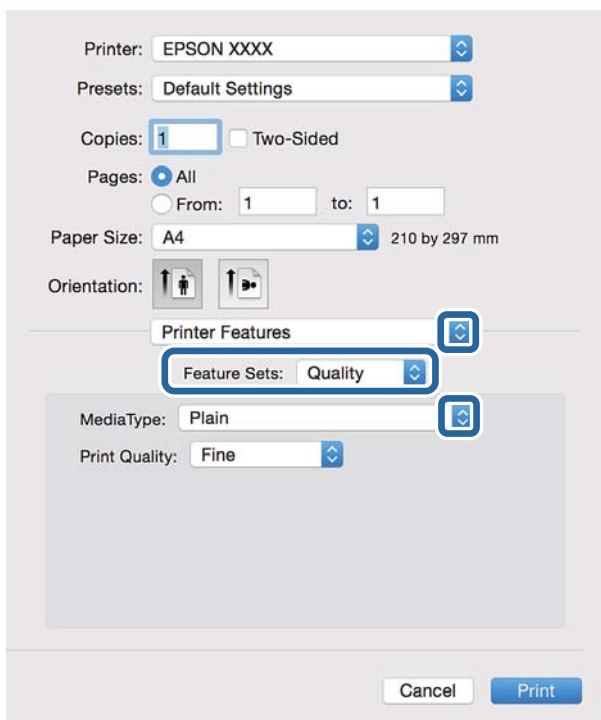 Printer: EPSON XXXX
Presets: Default Settings
Copies: 1 Two-Sided
Pages: All
From: 1 to: 1
Paper Size: A4 210 by 297 mm
Orientation:
Printer Features
Feature Sets: Quality
MediaType: Plain
Print Quality: Fine
Cancel Print